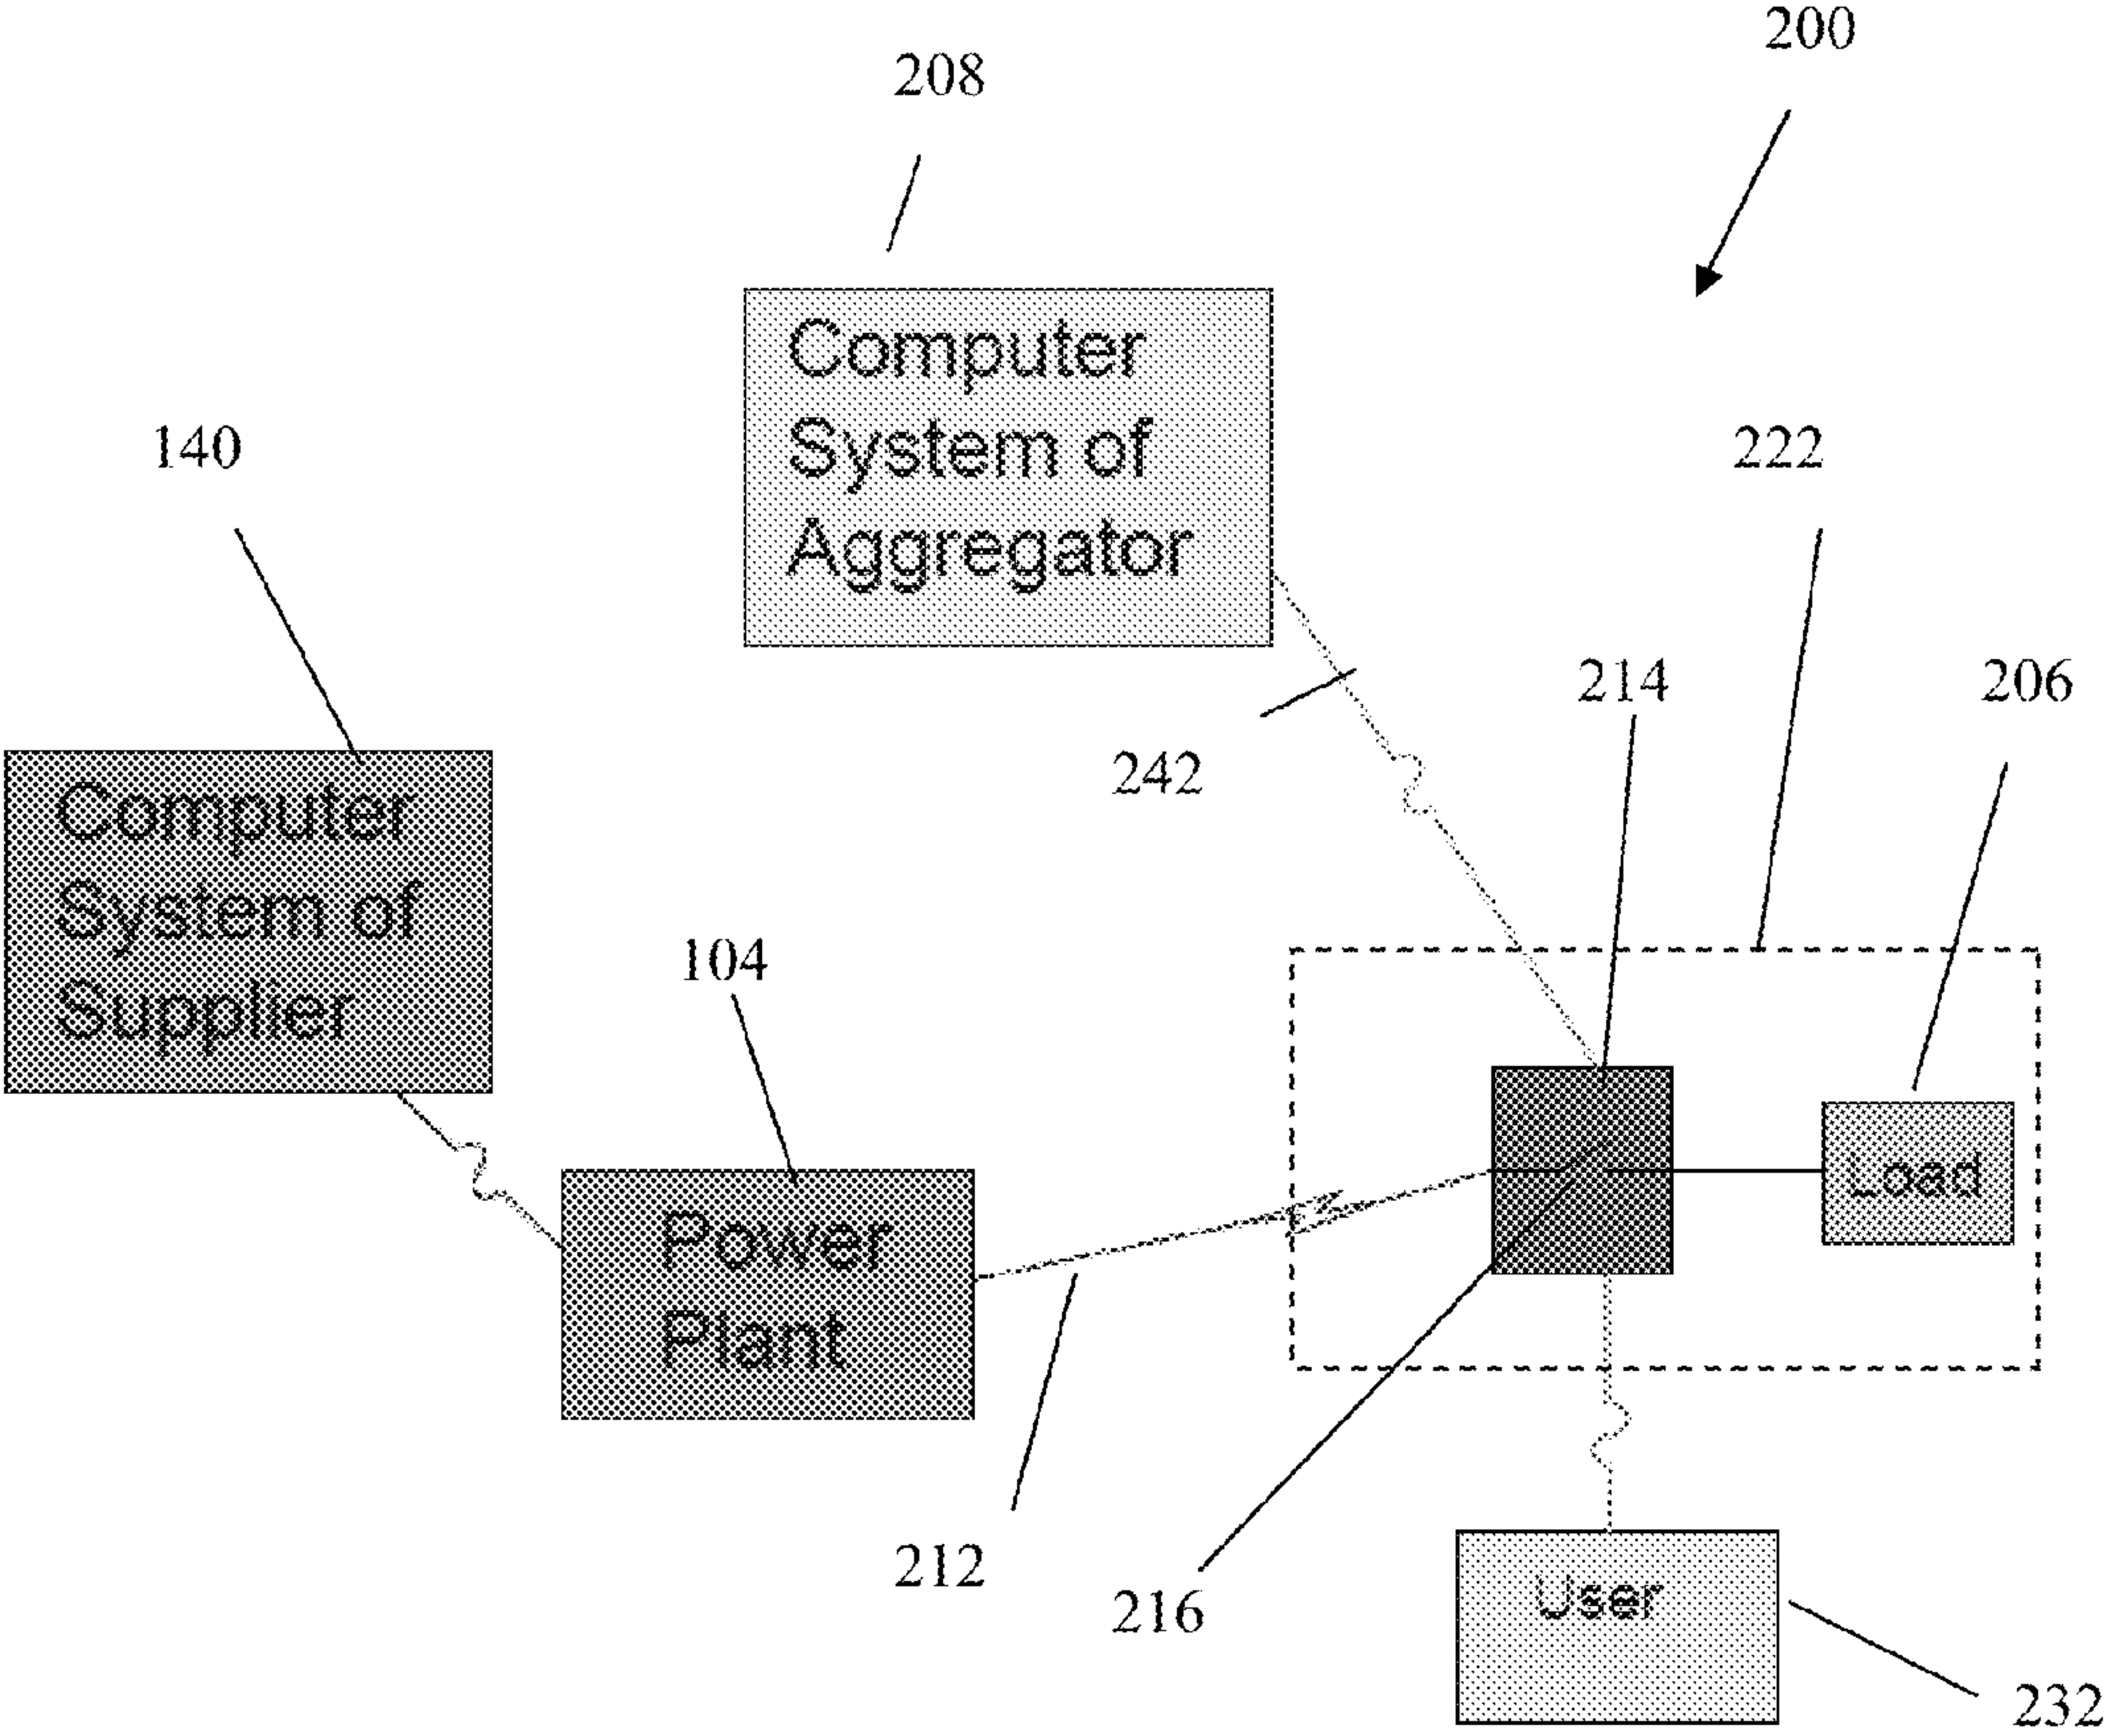 200
208
Computer
System of
Aggregator
140
222
214
206
242
Computer
System of
Supplier
104
Load
Power
Plant
212
216
User
232